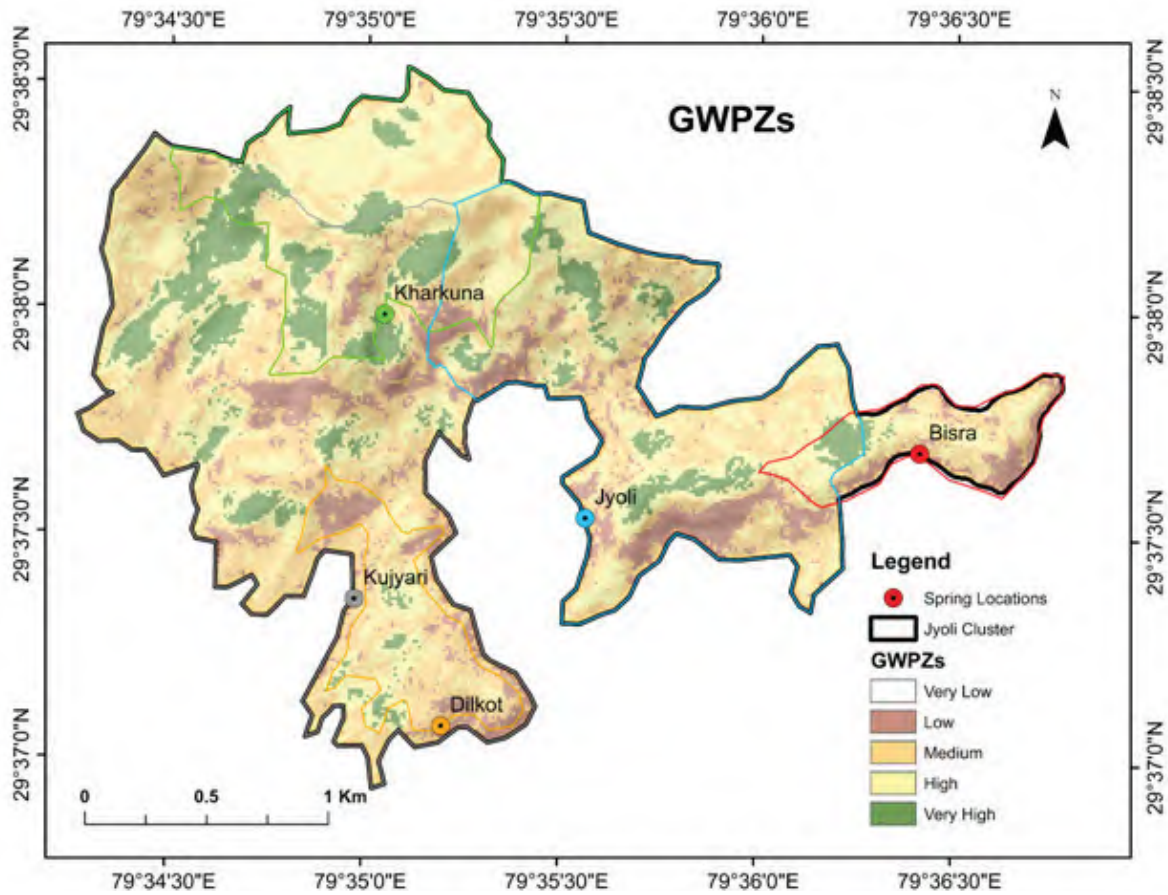 79°34'30"E 79°35'0"E 79°35'30"E 79°36'0"E 79°36'30"E
GWPZs
N
29°38'30"N 29°38'30"N
29°38'0"N 29°38'0"N
29°37'30"N 29°37'30"N
29°37'0"N 29°37'0"N
Kharkuna
Bisra
Jyoli
Kujyari
Dilkot
Legend
Spring Locations
Jyoli Cluster
GWPZs
Very Low
Low
Medium
High
Very High
0 0.5 1 Km
79°34'30"E 79°35'0"E 79°35'30"E 79°36'0"E 79°36'30"E